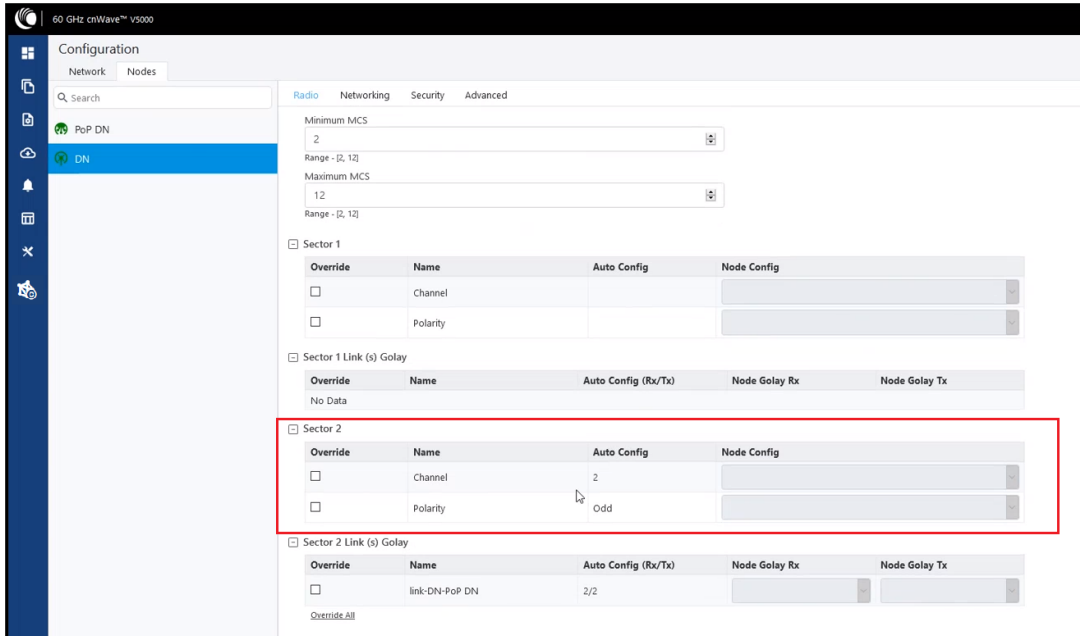 60 GHz cnWave™ V5000
Configuration
Network Nodes
Search
PoP DN
DN
Radio Networking Security Advanced
Minimum MCS
2
Range - [2, 12]
Maximum MCS
12
Range - [2, 12]
Sector 1
Override Name Auto Config Node Config
Channel
Polarity
Sector 1 Link (s) Golay
Override Name Auto Config (Rx/Tx) Node Golay Rx Node Golay Tx
No Data
Sector 2
Override Name Auto Config Node Config
Channel 2
Polarity Odd
Sector 2 Link (s) Golay
Override Name Auto Config (Rx/Tx) Node Golay Rx Node Golay Tx
link-DN-PoP DN 2/2
Override All